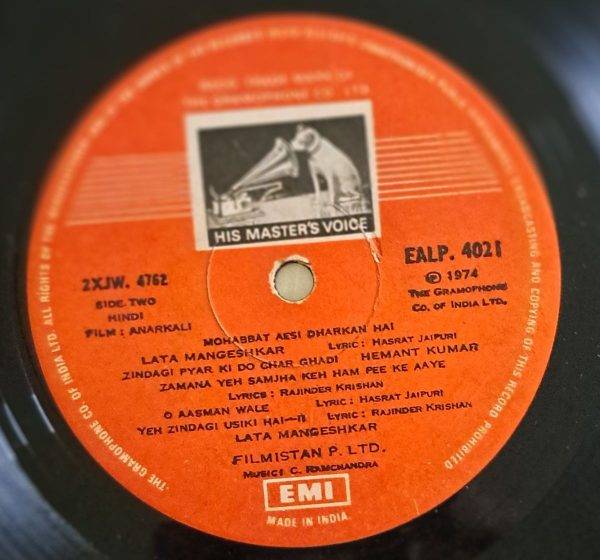 THE GRAMOPHONE CO. LTD.
HIS MASTER'S VOICE
2XJW. 4762
SIDE TWO
HINDI
FILM : ANARKALI
EALP. 4021
Ⓟ 1974
THE GRAMOPHONE
CO. OF INDIA LTD.
MOHABBAT AESI DHARKAN HAI
LATA MANGESHKAR LYRIC : HASRAT JAIPURI
ZINDAGI PYAR KI DO CHAR GHADI HEMANT KUMAR
ZAMANA YEH SAMJHA KEH HAM PEE KE AAYE
LYRICS : RAJINDER KRISHAN
O AASMAN WALE LYRIC : HASRAT JAIPURI
YEH ZINDAGI USIKI HAI—II LYRIC : RAJINDER KRISHAN
LATA MANGESHKAR
FILMISTAN P. LTD.
MUSIC: C. RAMCHANDRA
EMI
MADE IN INDIA.
THE GRAMOPHONE CO. OF INDIA LTD. ALL RIGHTS OF THE
BROADCASTING AND COPYING OF THIS RECORD PROHIBITED